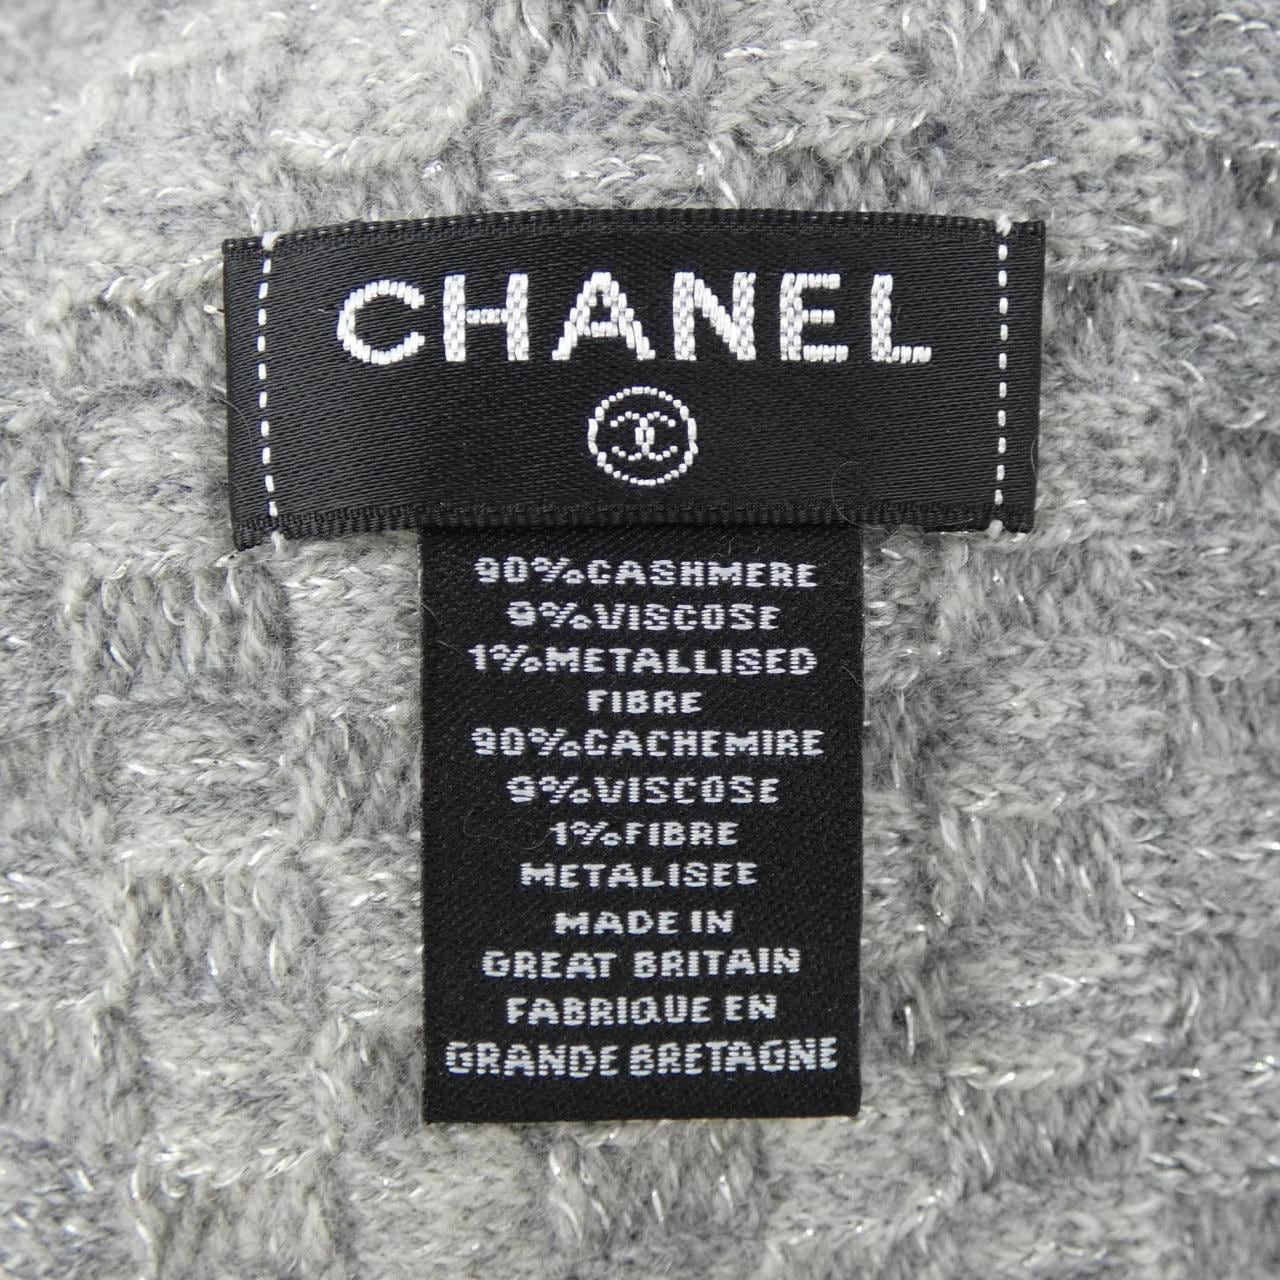 CHANEL
90%CASHMERE
9%VISCOSE
1%METALLISED
FIBRE
90%CACHEMIRE
9%VISCOSE
1%FIBRE
METALISEE
MADE IN
GREAT BRITAIN
FABRIQUE EN
GRANDE BRETAGNE